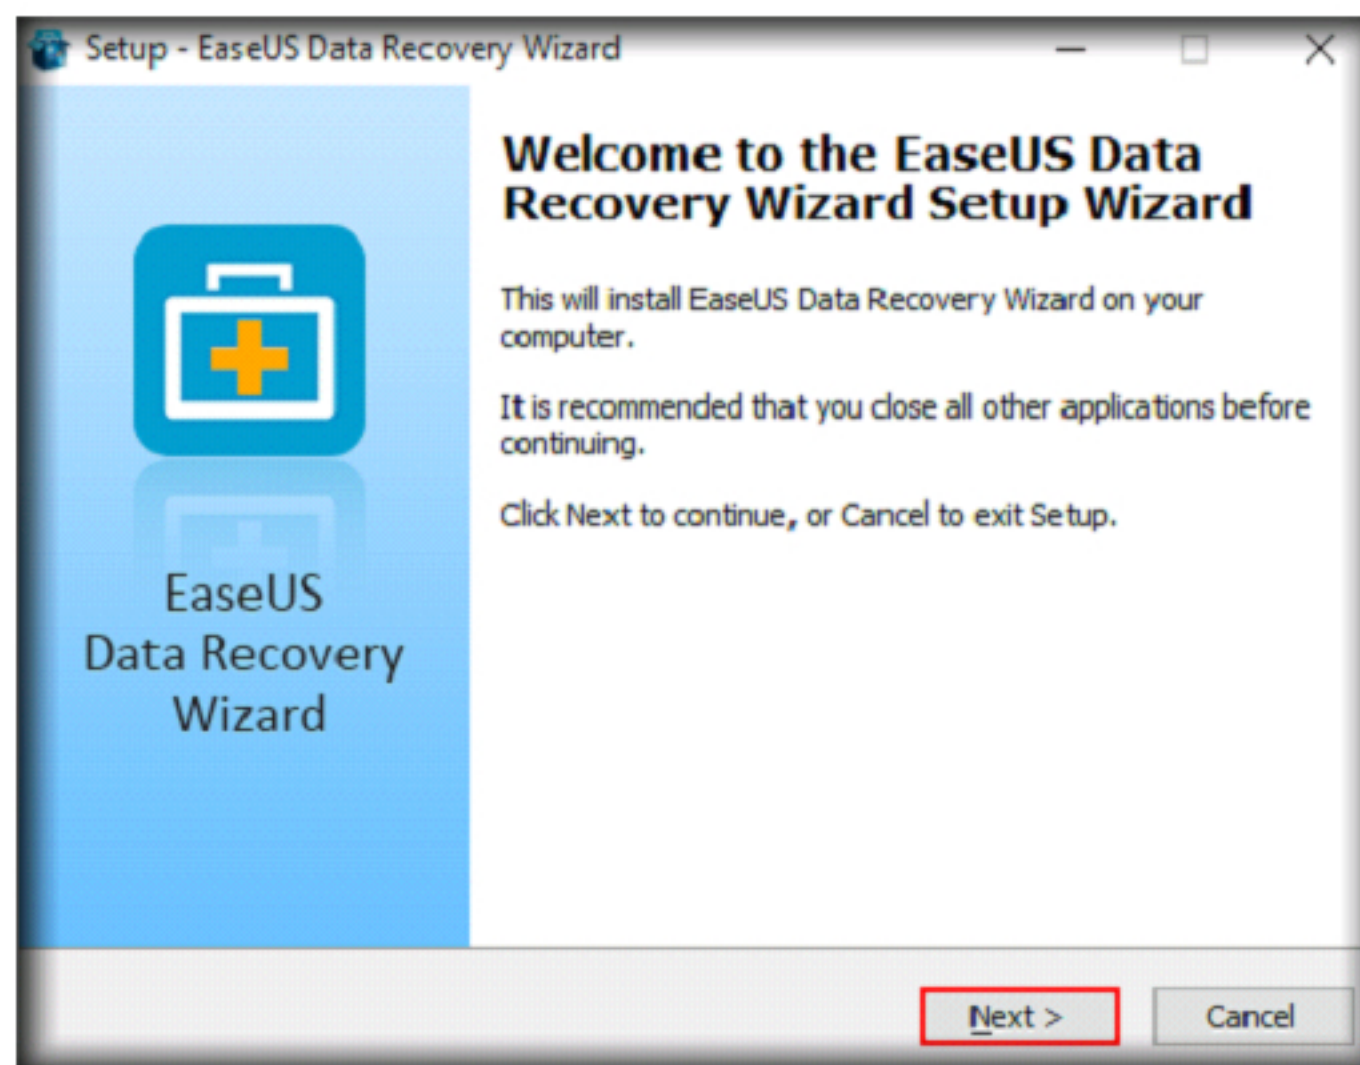 Setup - EaseUS Data Recovery Wizard
Welcome to the EaseUS Data
Recovery Wizard Setup Wizard
This will install EaseUS Data Recovery Wizard on your
computer.
It is recommended that you close all other applications before
continuing.
Click Next to continue, or Cancel to exit Setup.
EaseUS
Data Recovery
Wizard
Next >
Cancel